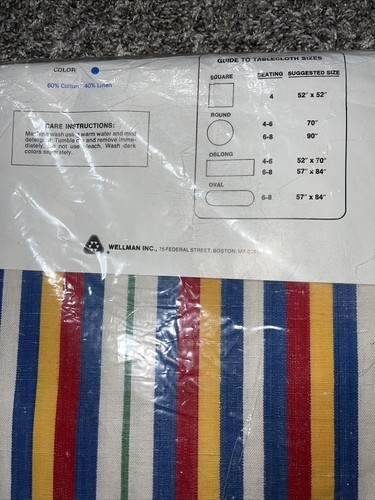 COLOR
60% Cotton 40% Linen
CARE INSTRUCTIONS:
Machine wash using warm water and mild
detergent. Tumble dry and remove imme-
diately. Do not use bleach. Wash dark
colors separately.
GUIDE TO TABLECLOTH SIZES
SQUARE SEATING SUGGESTED SIZE
4 52" x 52"
ROUND
4-6 70"
6-8 90"
OBLONG
4-6 52" x 70"
6-8 57" x 84"
OVAL
6-8 57" x 84"
WELLMAN INC., 75 FEDERAL STREET, BOSTON,